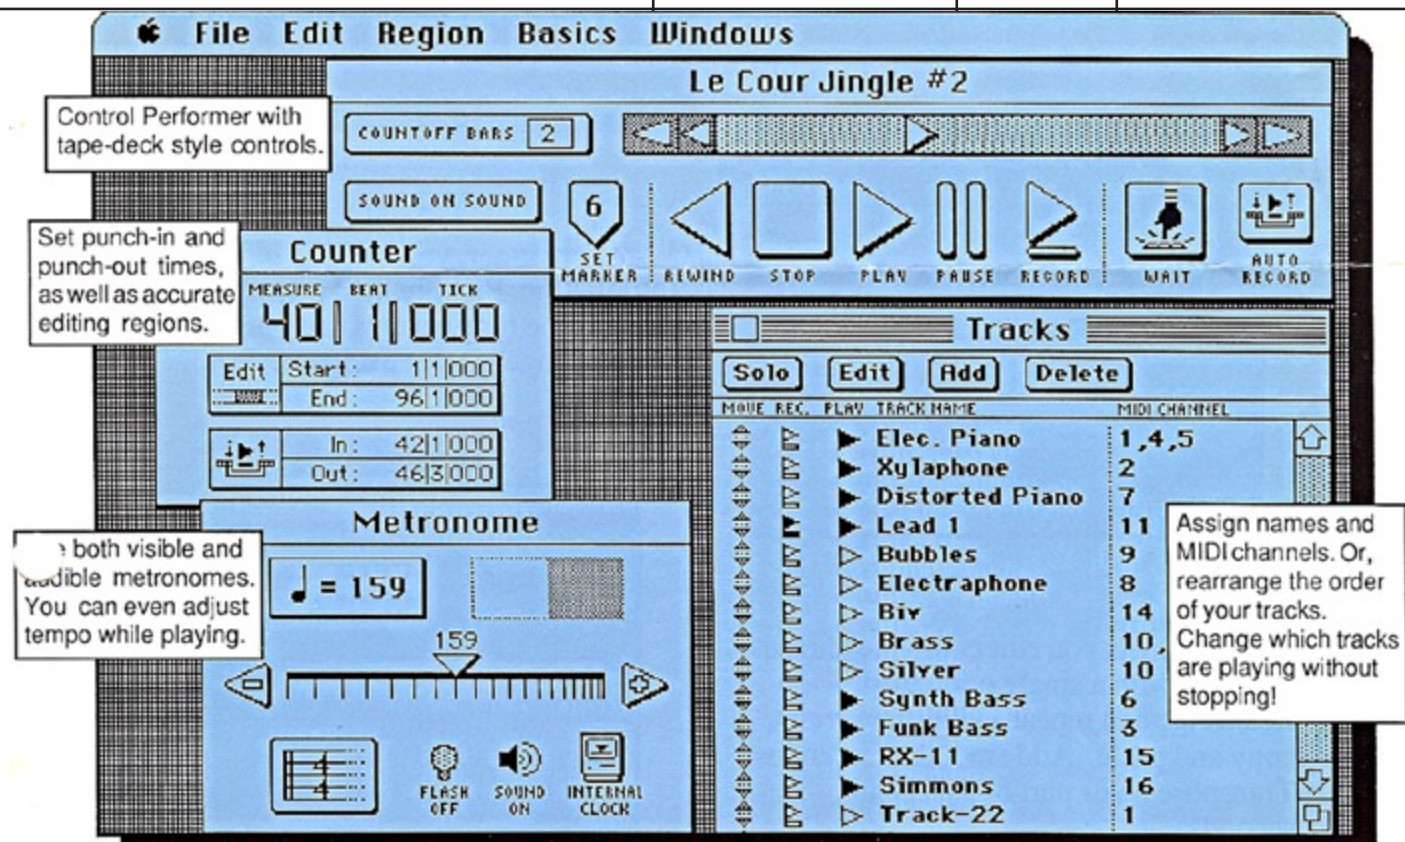 File Edit Region Basics Windows
Le Cour Jingle #2
Control Performer with
tape-deck style controls.
COUNTOFF BARS 2
SOUND ON SOUND
6
SET
MARKER
REWIND
STOP
PLAY
PAUSE
RECORD
WAIT
AUTO
RECORD
Set punch-in and
punch-out times,
as well as accurate
editing regions.
Counter
MEASURE BEAT TICK
40|1|000
Edit
Start: 1|1|000
End: 96|1|000
In: 42|1|000
Out: 46|3|000
both visible and
audible metronomes.
You can even adjust
tempo while playing.
Metronome
♩ = 159
159
4
4
FLASH
OFF
SOUND
ON
INTERNAL
CLOCK
Tracks
Solo Edit Add Delete
MOVE REC. PLAY TRACK NAME MIDI CHANNEL
Elec. Piano 1,4,5
Xylaphone 2
Distorted Piano 7
Lead 1 11
Bubbles 9
Electraphone 8
Biv 14
Brass 10,
Silver 10
Synth Bass 6
Funk Bass 3
RX-11 15
Simmons 16
Track-22 1
Assign names and
MIDI channels. Or,
rearrange the order
of your tracks.
Change which tracks
are playing without
stopping!